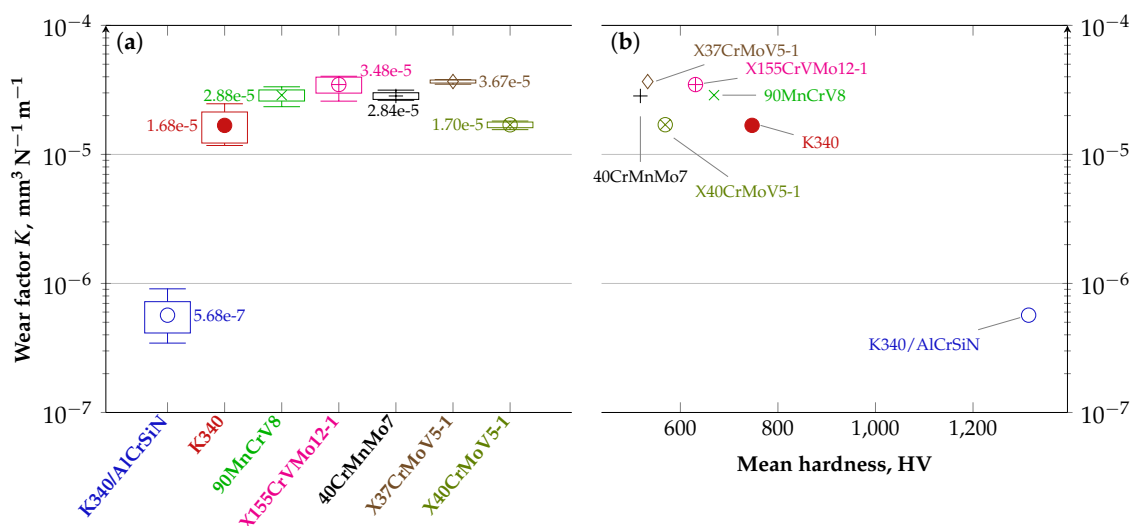 (a)
(b)
10−4
10−5
10−6
10−7
Wear factor K, mm3 N−1 m−1
5.68e-7
1.68e-5
2.88e-5
3.48e-5
2.84e-5
3.67e-5
1.70e-5
K340/AlCrSiN
K340
90MnCrV8
X155CrVMo12-1
40CrMnMo7
X37CrMoV5-1
X40CrMoV5-1
X37CrMoV5-1
X155CrVMo12-1
90MnCrV8
K340
40CrMnMo7
X40CrMoV5-1
K340/AlCrSiN
10−4
10−5
10−6
10−7
600
800
1,000
1,200
Mean hardness, HV